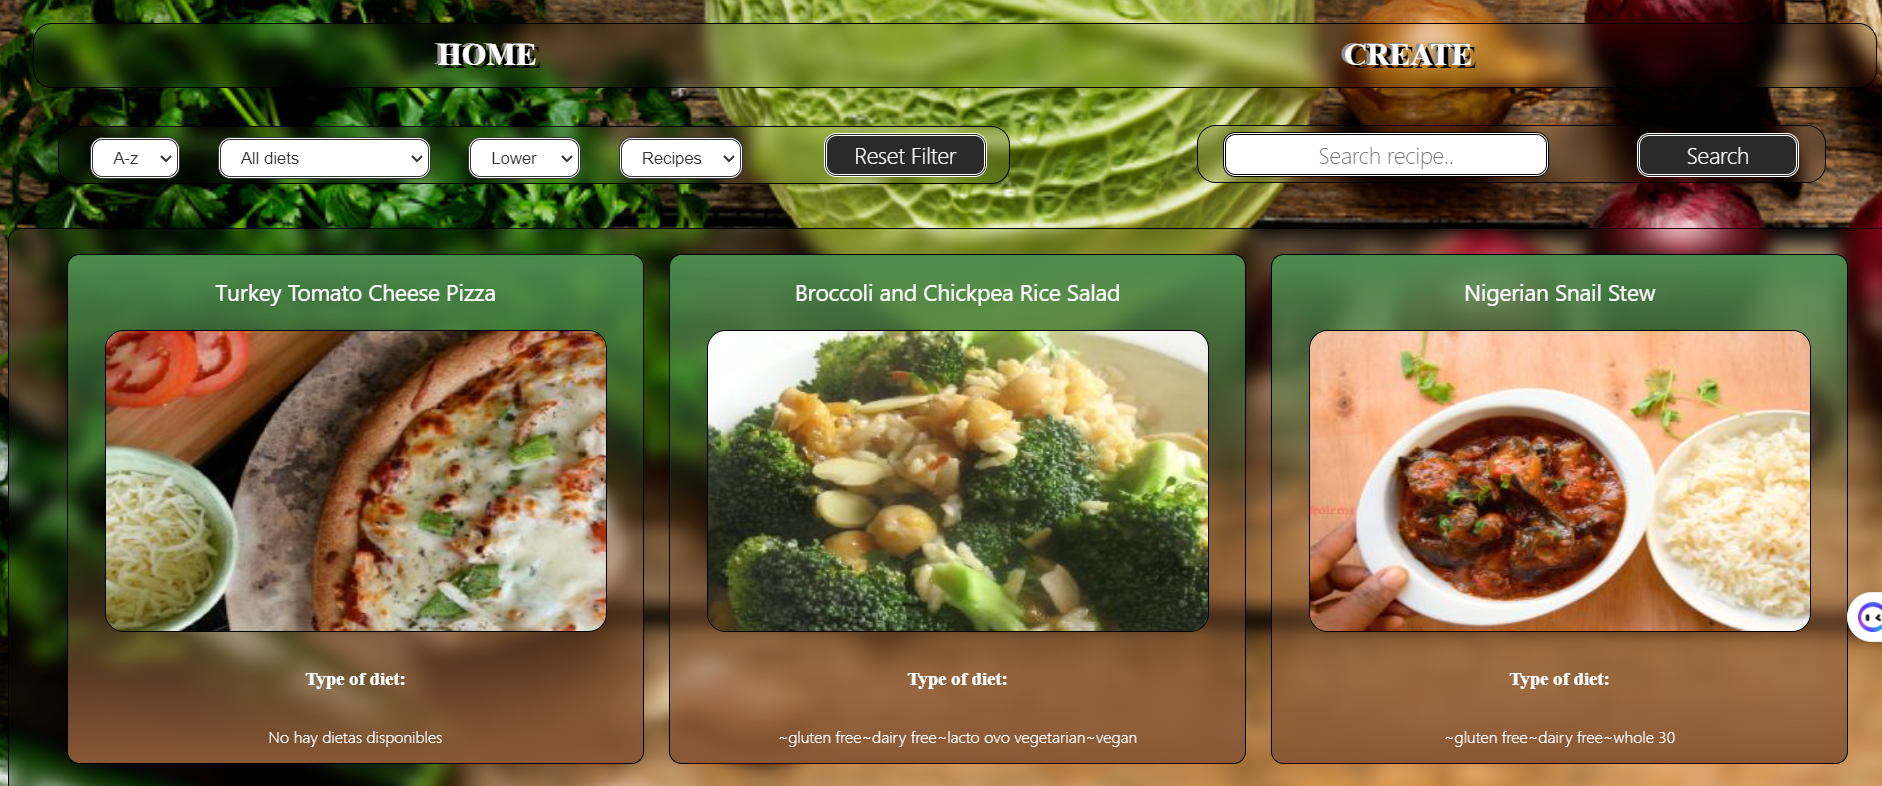 HOME
CREATE
A-z
All diets
Lower
Recipes
Reset Filter
Search recipe..
Search
Turkey Tomato Cheese Pizza
Broccoli and Chickpea Rice Salad
Nigerian Snail Stew
Type of diet:
Type of diet:
Type of diet:
No hay dietas disponibles
~gluten free~dairy free~lacto ovo vegetarian~vegan
~gluten free~dairy free~whole 30